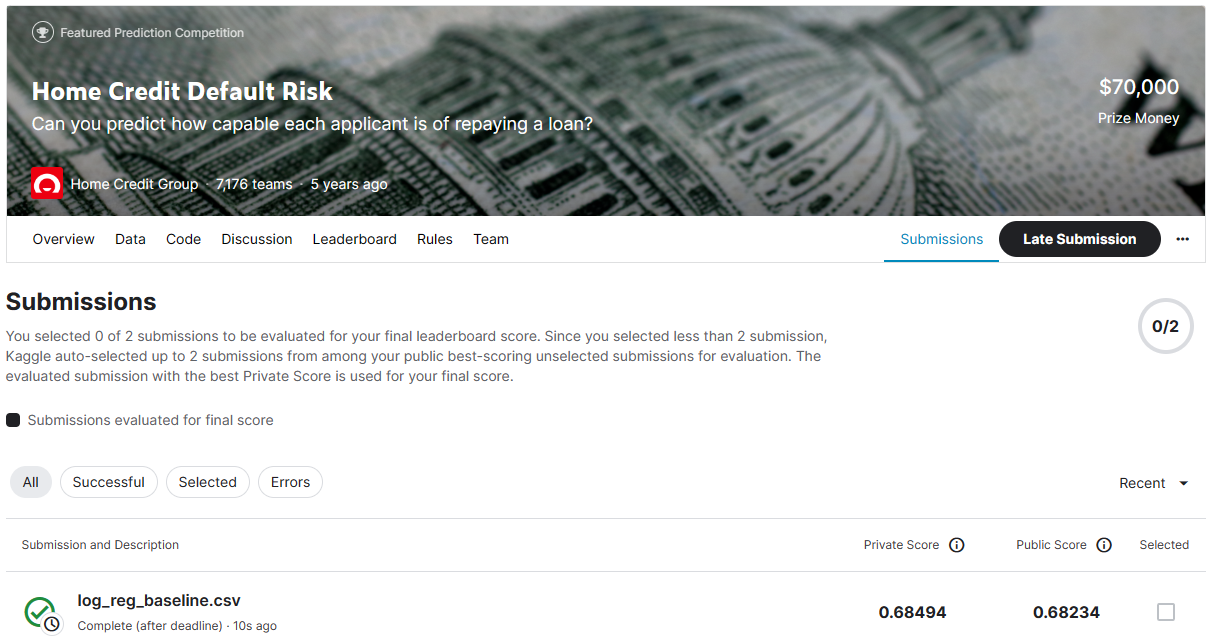 Featured Prediction Competition
Home Credit Default Risk
Can you predict how capable each applicant is of repaying a loan?
$70,000
Prize Money
Home Credit Group · 7,176 teams · 5 years ago
Overview Data Code Discussion Leaderboard Rules Team Submissions Late Submission ...
Submissions
You selected 0 of 2 submissions to be evaluated for your final leaderboard score. Since you selected less than 2 submission,
Kaggle auto-selected up to 2 submissions from among your public best-scoring unselected submissions for evaluation. The
evaluated submission with the best Private Score is used for your final score.
0/2
Submissions evaluated for final score
All Successful Selected Errors Recent
Submission and Description Private Score Public Score Selected
log_reg_baseline.csv
Complete (after deadline) · 10s ago
0.68494 0.68234